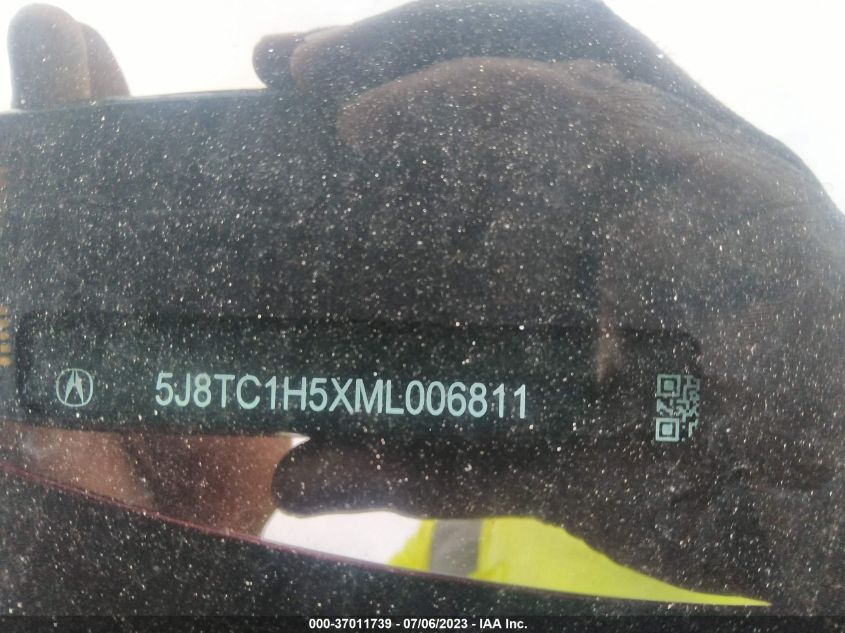 5J8TC1H5XML006811
000-37011739 - 07/06/2023 - IAA Inc.